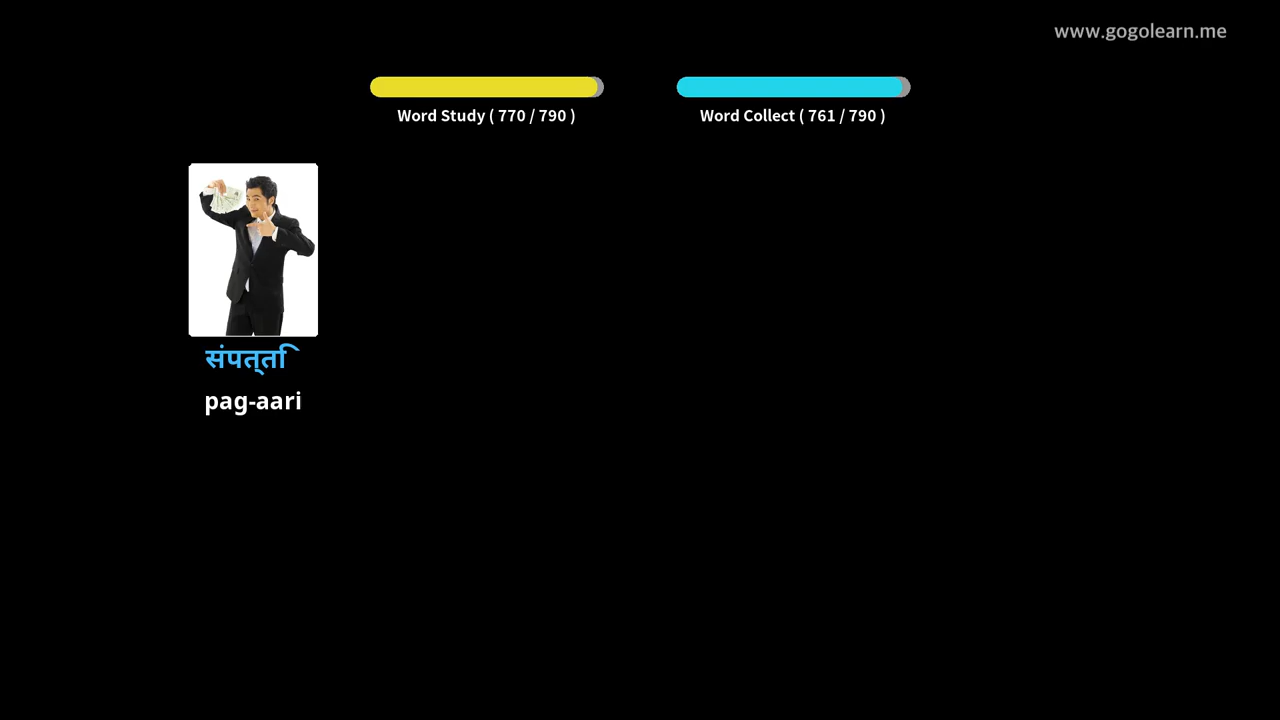 www.gogolearn.me
Word Study ( 770 / 790 )
Word Collect ( 761 / 790 )
संपत्ति
pag-aari